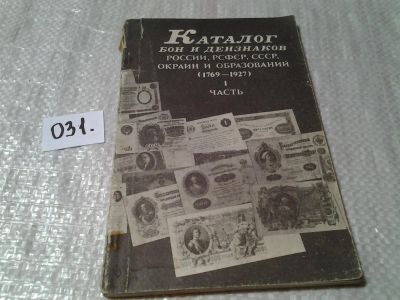 КАТАЛОГ
БОН И ДЕНЗНАКОВ
РОССИИ, РСФСР, СССР,
ОКРАИН И ОБРАЗОВАНИЙ
(1769—1927)
I
ЧАСТЬ
031.